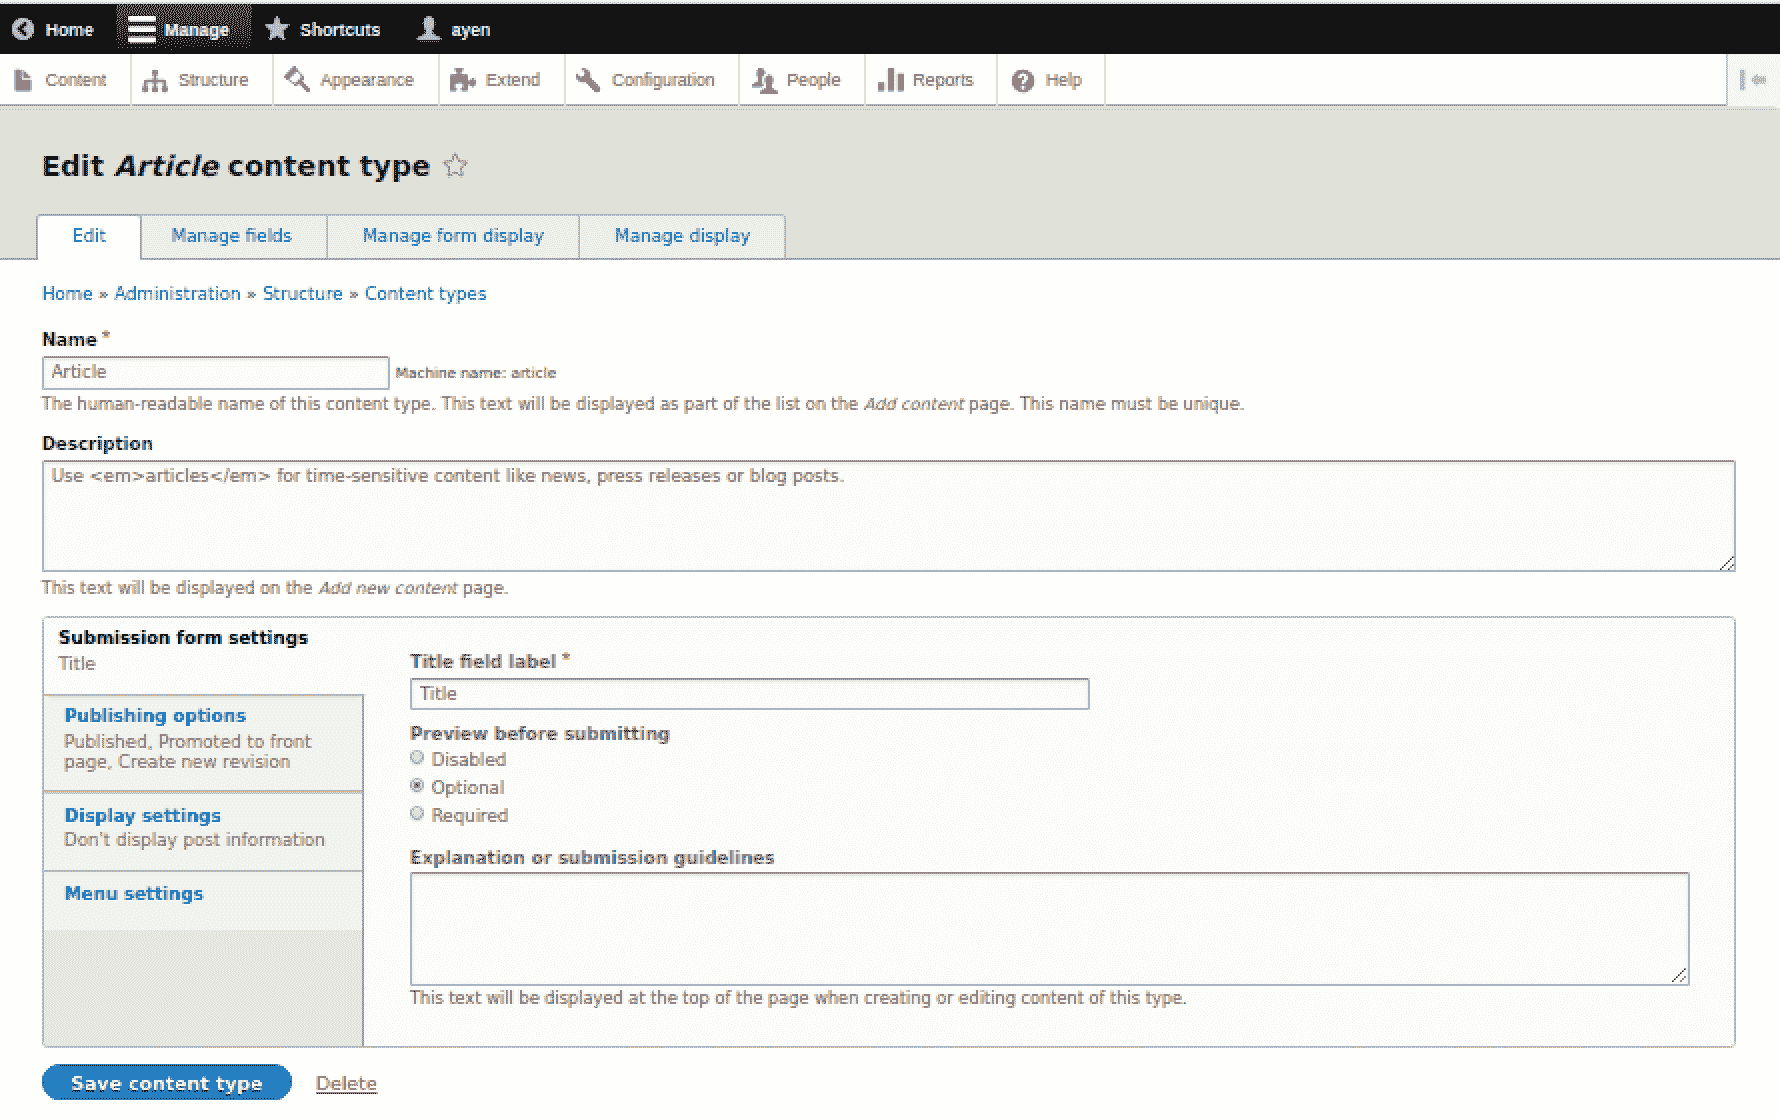 Home Manage Shortcuts ayen
Content Structure Appearance Extend Configuration People Reports Help
Edit Article content type
Edit Manage fields Manage form display Manage display
Home » Administration » Structure » Content types
Name *
Article Machine name: article
The human-readable name of this content type. This text will be displayed as part of the list on the Add content page. This name must be unique.
Description
Use <em>articles</em> for time-sensitive content like news, press releases or blog posts.
This text will be displayed on the Add new content page.
Submission form settings
Title
Publishing options
Published, Promoted to front
page, Create new revision
Display settings
Don't display post information
Menu settings
Title field label *
Title
Preview before submitting
Disabled
Optional
Required
Explanation or submission guidelines
This text will be displayed at the top of the page when creating or editing content of this type.
Save content type Delete